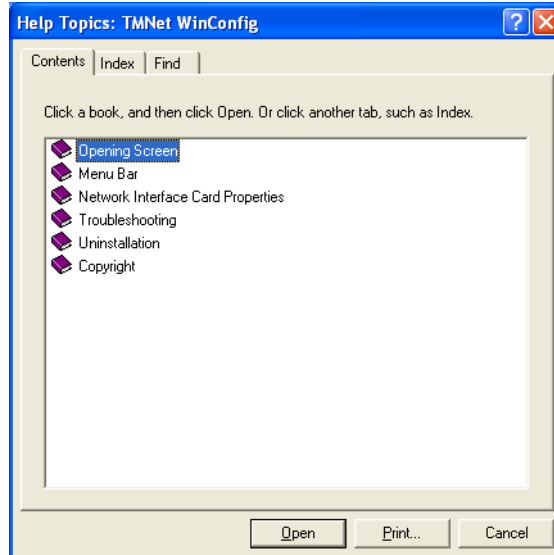 Help Topics: TMNet WinConfig
Contents Index Find
Click a book, and then click Open. Or click another tab, such as Index.
Opening Screen
Menu Bar
Network Interface Card Properties
Troubleshooting
Uninstallation
Copyright
Open Print... Cancel